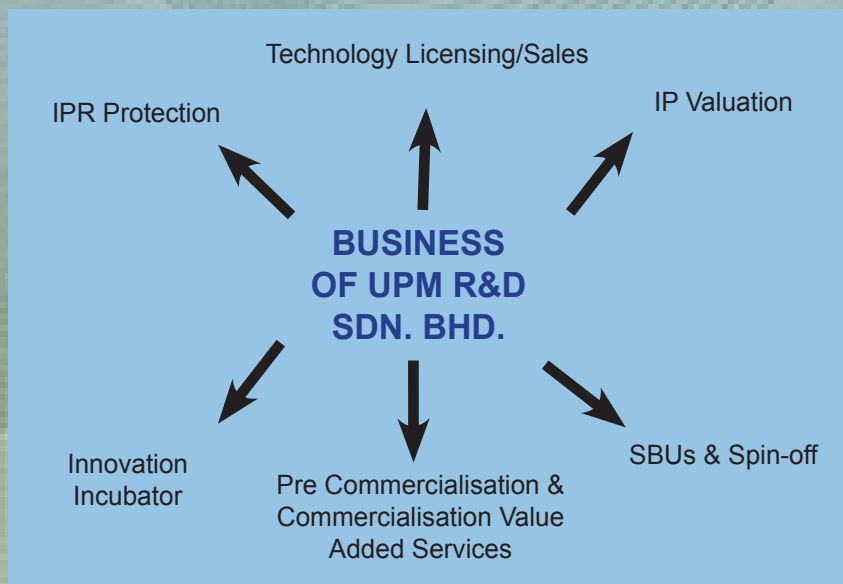 Technology Licensing/Sales
IPR Protection
IP Valuation
BUSINESS
OF UPM R&D
SDN. BHD.
Innovation
Incubator
Pre Commercialisation &
Commercialisation Value
Added Services
SBUs & Spin-off